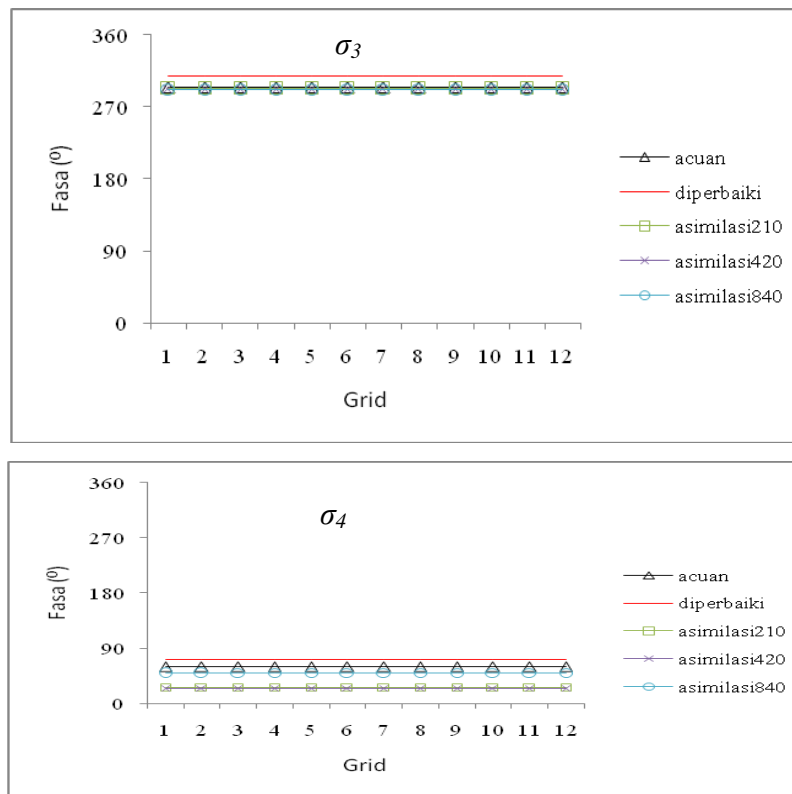 σ3
360
270
180
90
0
Fasa (⁰)
1 2 3 4 5 6 7 8 9 10 11 12
Grid
acuan
diperbaiki
asimilasi210
asimilasi420
asimilasi840
σ4
360
270
180
90
0
Fasa (⁰)
1 2 3 4 5 6 7 8 9 10 11 12
Grid
acuan
diperbaiki
asimilasi210
asimilasi420
asimilasi840